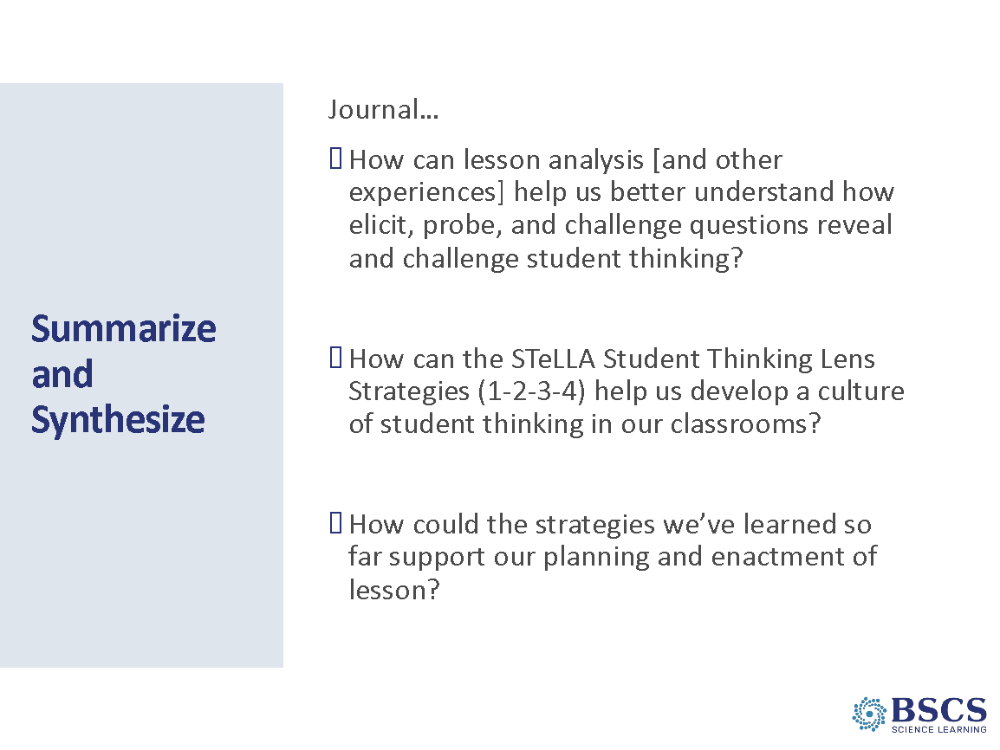 Summarize
and
Synthesize
Journal…
How can lesson analysis [and other
experiences] help us better understand how
elicit, probe, and challenge questions reveal
and challenge student thinking?
How can the STeLLA Student Thinking Lens
Strategies (1-2-3-4) help us develop a culture
of student thinking in our classrooms?
How could the strategies we’ve learned so
far support our planning and enactment of
lesson?
BSCS
SCIENCE LEARNING